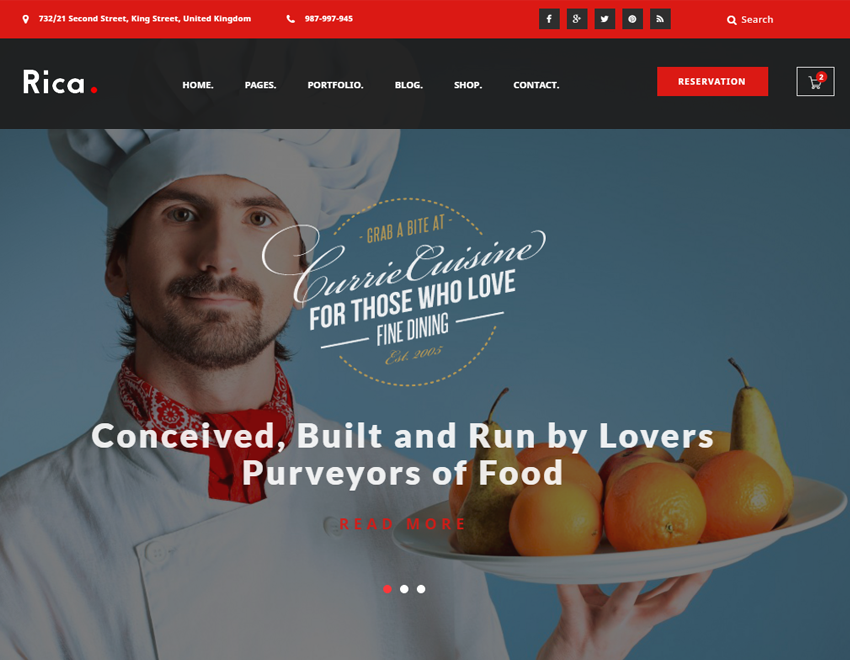 732/21 Second Street, King Street, United Kingdom
987-997-945
Search
Rica.
HOME.
PAGES.
PORTFOLIO.
BLOG.
SHOP.
CONTACT.
RESERVATION
2
- GRAB A BITE AT -
CurrieCuisine
FOR THOSE WHO LOVE
FINE DINING
Est. 2005
Conceived, Built and Run by Lovers
Purveyors of Food
READ MORE